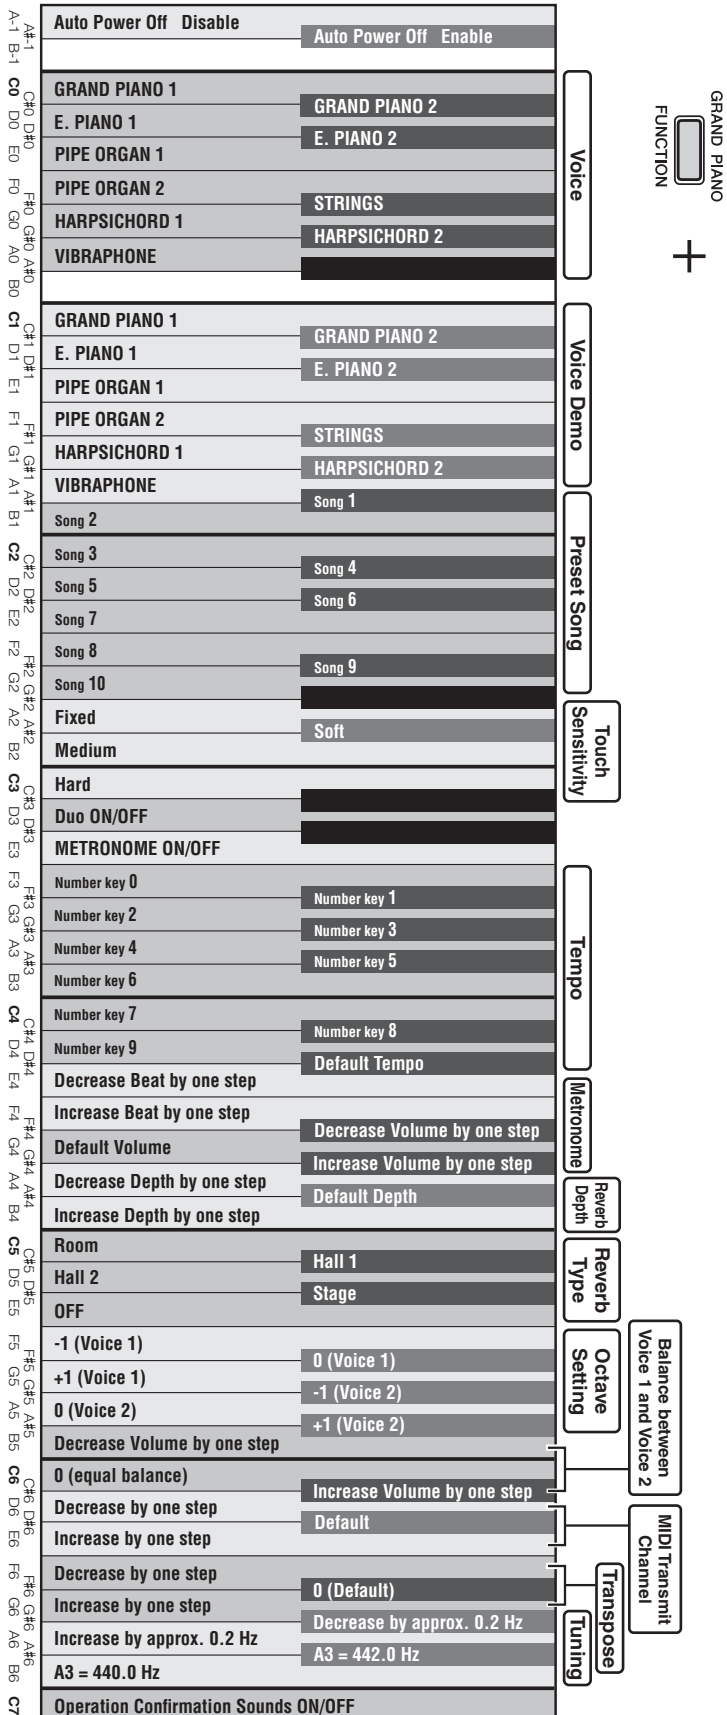 GRAND PIANO
FUNCTION
+
A#-1
A-1 B-1
Auto Power Off Disable
Auto Power Off Enable
C#0 D#0 F#0 G#0 A#0
C0 D0 E0 F0 G0 A0 B0
Voice
GRAND PIANO 1
GRAND PIANO 2
E. PIANO 1
E. PIANO 2
PIPE ORGAN 1
PIPE ORGAN 2
STRINGS
HARPSICHORD 1
HARPSICHORD 2
VIBRAPHONE
C#1 D#1 F#1 G#1 A#1
C1 D1 E1 F1 G1 A1 B1
Voice Demo
GRAND PIANO 1
GRAND PIANO 2
E. PIANO 1
E. PIANO 2
PIPE ORGAN 1
PIPE ORGAN 2
STRINGS
HARPSICHORD 1
HARPSICHORD 2
VIBRAPHONE
Preset Song
Song 1
Song 2
C#2 D#2 F#2 G#2 A#2
C2 D2 E2 F2 G2 A2 B2
Song 3
Song 4
Song 5
Song 6
Song 7
Song 8
Song 9
Song 10
Touch
Sensitivity
Fixed
Soft
Medium
C#3 D#3 F#3 G#3 A#3
C3 D3 E3 F3 G3 A3 B3
Hard
Duo ON/OFF
METRONOME ON/OFF
Tempo
Number key 0
Number key 1
Number key 2
Number key 3
Number key 4
Number key 5
Number key 6
C#4 D#4 F#4 G#4 A#4
C4 D4 E4 F4 G4 A4 B4
Number key 7
Number key 8
Number key 9
Default Tempo
Metronome
Decrease Beat by one step
Increase Beat by one step
Decrease Volume by one step
Default Volume
Increase Volume by one step
Reverb
Depth
Decrease Depth by one step
Default Depth
Increase Depth by one step
C#5 D#5 F#5 G#5 A#5
C5 D5 E5 F5 G5 A5 B5
Reverb
Type
Room
Hall 1
Hall 2
Stage
OFF
Octave
Setting
-1 (Voice 1)
0 (Voice 1)
+1 (Voice 1)
-1 (Voice 2)
0 (Voice 2)
+1 (Voice 2)
Balance between
Voice 1 and Voice 2
Decrease Volume by one step
C#6 D#6 F#6 G#6 A#6
C6 D6 E6 F6 G6 A6 B6
0 (equal balance)
Increase Volume by one step
MIDI Transmit
Channel
Decrease by one step
Default
Increase by one step
Transpose
Decrease by one step
0 (Default)
Increase by one step
Tuning
Decrease by approx. 0.2 Hz
Increase by approx. 0.2 Hz
A3 = 442.0 Hz
A3 = 440.0 Hz
C7
Operation Confirmation Sounds ON/OFF